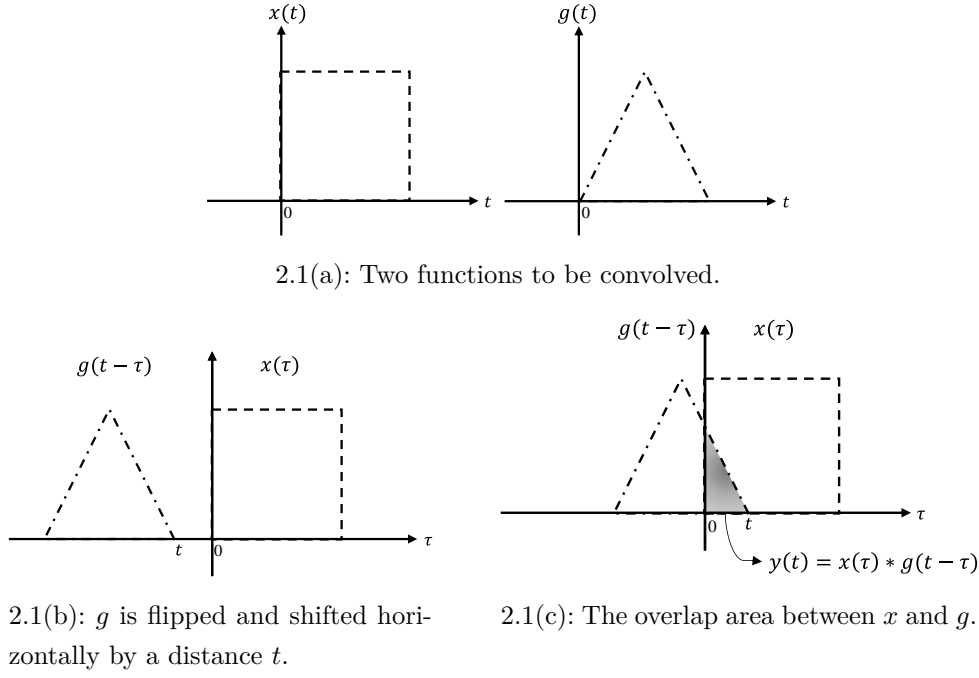 x(t)
g(t)
0
t
0
t
2.1(a): Two functions to be convolved.
g(t − τ)
x(τ)
t
0
τ
g(t − τ)
x(τ)
0
t
τ
y(t) = x(τ) ∗ g(t − τ)
2.1(b): g is flipped and shifted hori-
zontally by a distance t.
2.1(c): The overlap area between x and g.